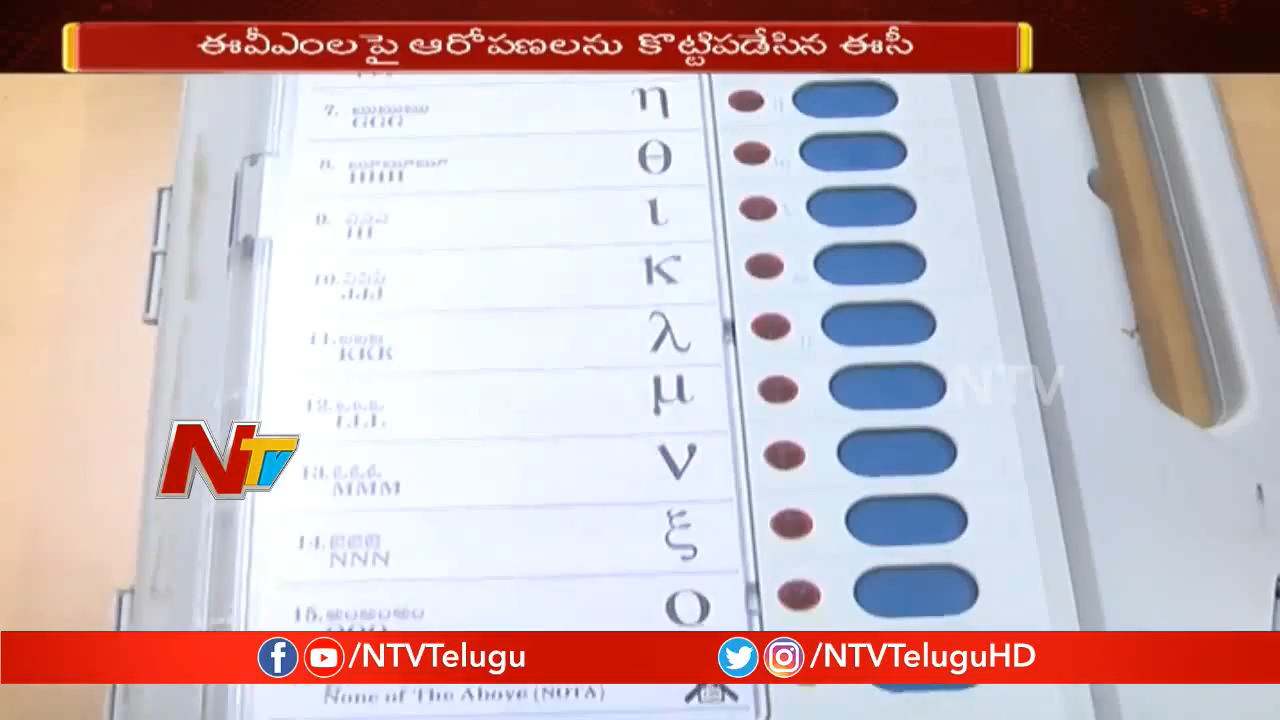 ఈవీఎంలపై ఆరోపణలను కొట్టిపడేసిన ఈసీ
7. GGG η
8. HHH θ
9. III ι
10. JJJ κ
11. KKK λ
12. LLL μ
NTV
NTV
13. MMM ν
14. NNN ξ
15. Ο
/NTVTelugu
/NTVTeluguHD
None of The Above (NOTA)